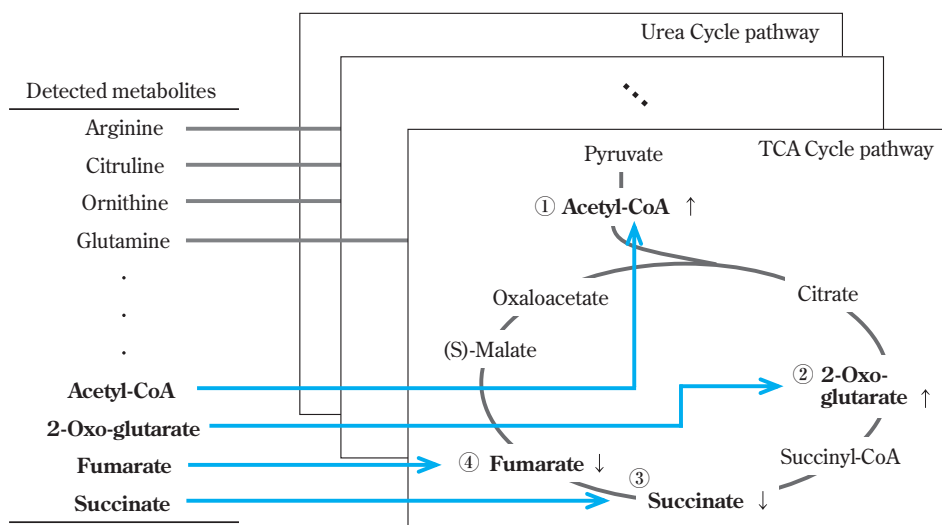 Urea Cycle pathway
Detected metabolites
Arginine
Citruline
Ornithine
Glutamine
.
.
.
Acetyl-CoA
2-Oxo-glutarate
Fumarate
Succinate
TCA Cycle pathway
Pyruvate
① Acetyl-CoA ↑
Oxaloacetate
Citrate
(S)-Malate
② 2-Oxo-
glutarate ↑
Succinyl-CoA
④ Fumarate ↓
③
Succinate ↓